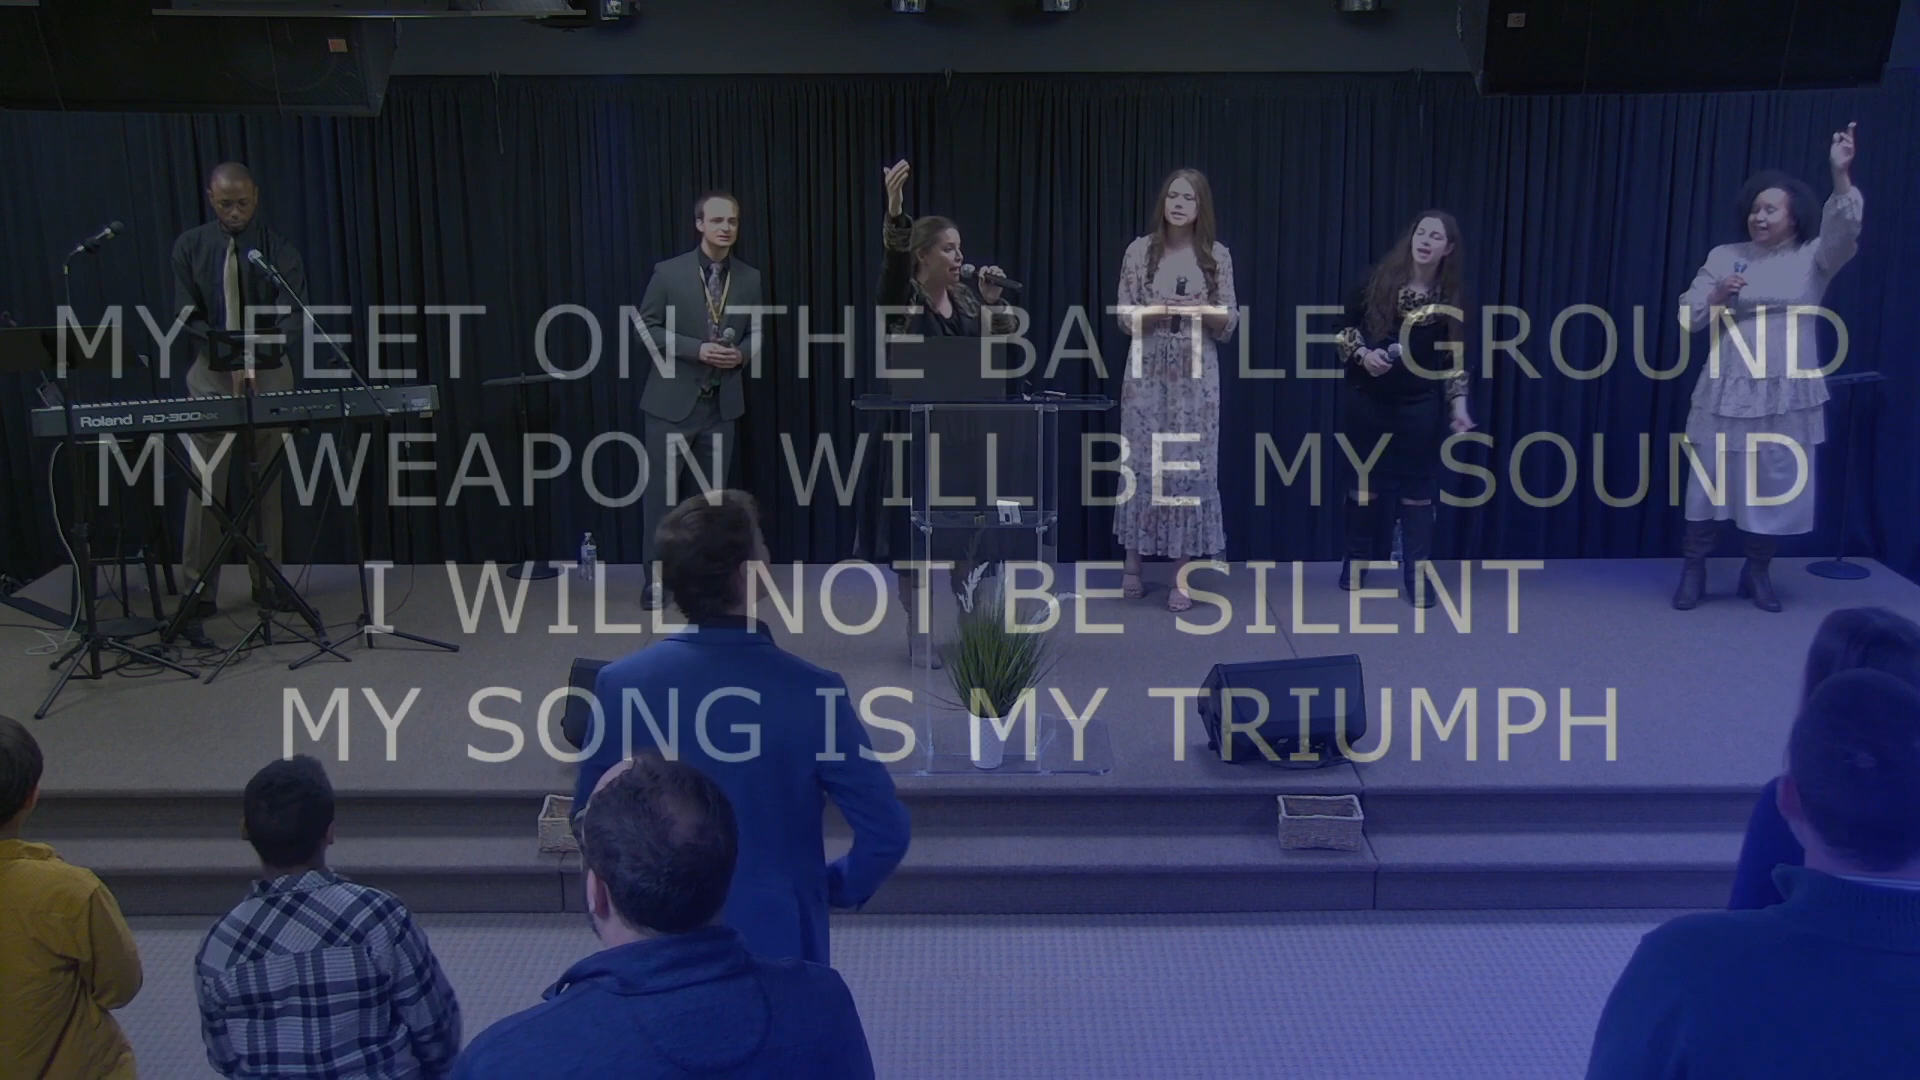 MY FEET ON THE BATTLE GROUND
MY WEAPON WILL BE MY SOUND
I WILL NOT BE SILENT
MY SONG IS MY TRIUMPH
Roland RD-300NX